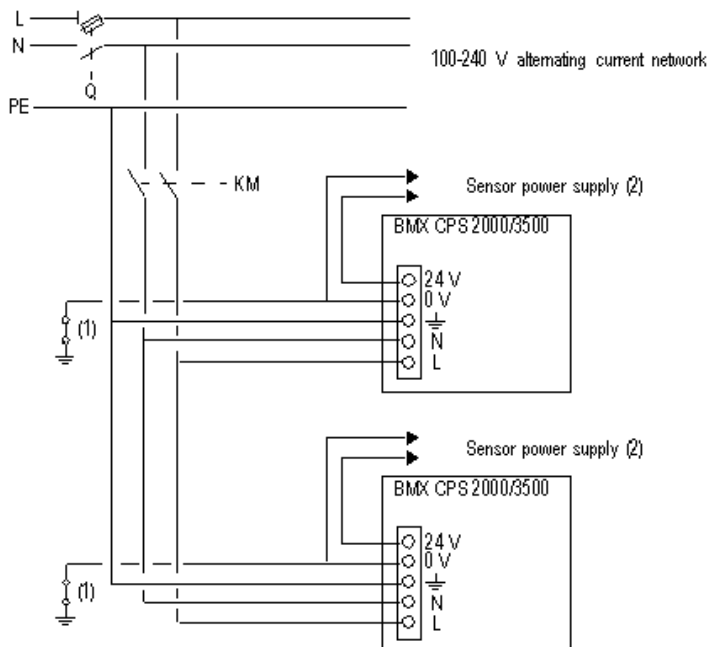 L
N
100-240 V alternating current network
Q
PE
KM
Sensor power supply (2)
BMX CPS 2000/3500
24 V
0 V
(1)
N
L
Sensor power supply (2)
BMX CPS 2000/3500
24 V
0 V
(1)
N
L